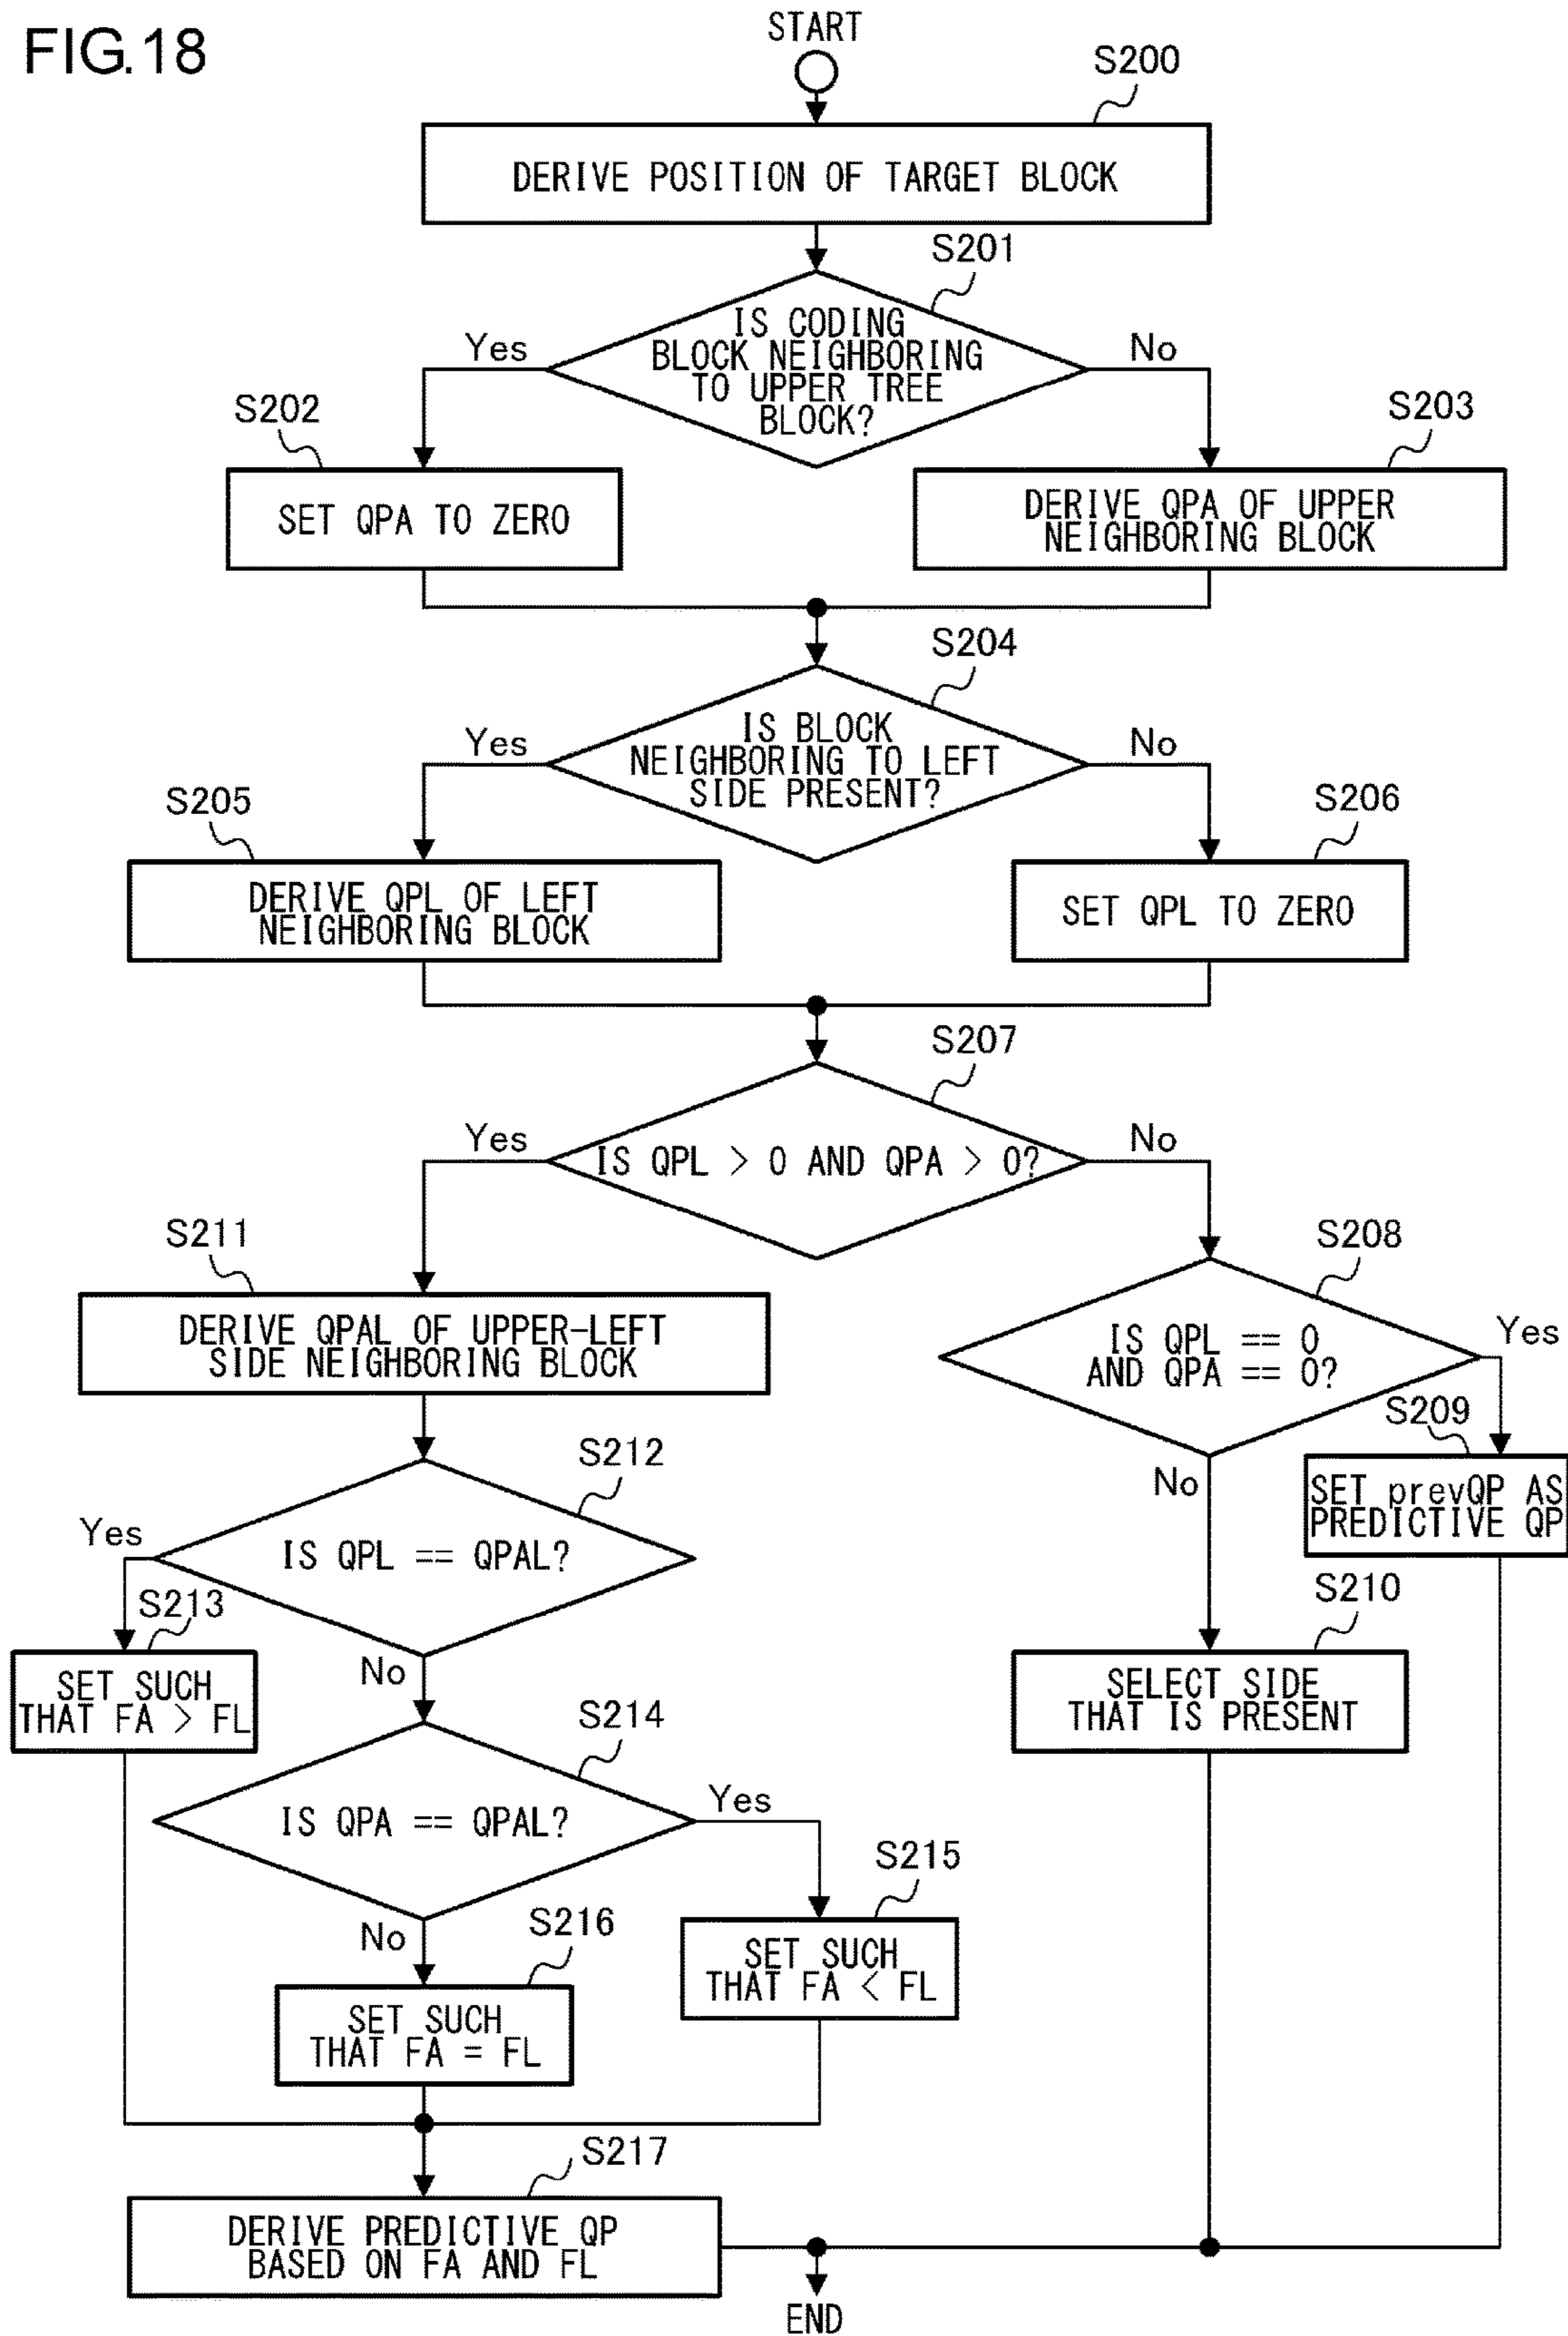 FIG.18
START
S200
DERIVE POSITION OF TARGET BLOCK
S201
IS CODING
BLOCK NEIGHBORING
TO UPPER TREE
BLOCK?
Yes
No
S202
SET QPA TO ZERO
S203
DERIVE QPA OF UPPER
NEIGHBORING BLOCK
S204
IS BLOCK
NEIGHBORING TO LEFT
SIDE PRESENT?
Yes
No
S205
DERIVE QPL OF LEFT
NEIGHBORING BLOCK
S206
SET QPL TO ZERO
S207
IS QPL > 0 AND QPA > 0?
Yes
No
S211
DERIVE QPAL OF UPPER-LEFT
SIDE NEIGHBORING BLOCK
S208
IS QPL == 0
AND QPA == 0?
Yes
No
S209
SET prevQP AS
PREDICTIVE QP
S212
IS QPL == QPAL?
Yes
No
S213
SET SUCH
THAT FA > FL
S210
SELECT SIDE
THAT IS PRESENT
S214
IS QPA == QPAL?
Yes
No
S215
SET SUCH
THAT FA < FL
S216
SET SUCH
THAT FA = FL
S217
DERIVE PREDICTIVE QP
BASED ON FA AND FL
END